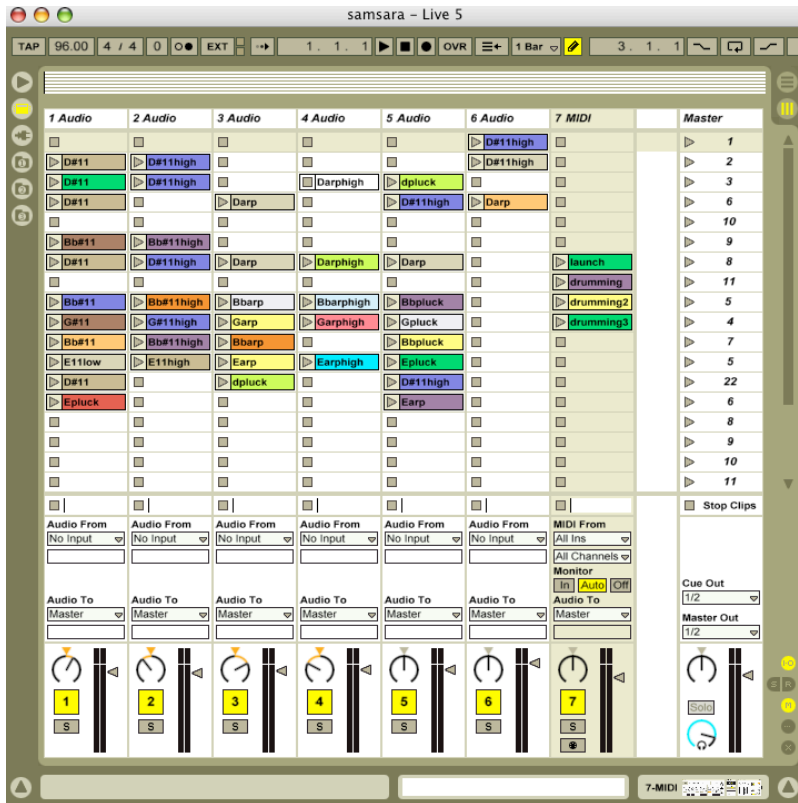 samsara – Live 5
TAP 96.00 4 / 4 0 EXT 1. 1. 1 OVR 1 Bar 3. 1. 1
1 Audio 2 Audio 3 Audio 4 Audio 5 Audio 6 Audio 7 MIDI Master
D#11high 1
D#11 D#11high D#11high 2
D#11 D#11high Darphigh dpluck 3
D#11 Darp D#11high Darp 6
10
Bb#11 Bb#11high 9
D#11 D#11high Darp Darphigh Darp launch 8
drumming 11
Bb#11 Bb#11high Bbarp Bbarphigh Bbpluck drumming2 5
G#11 G#11high Garp Garphigh Gpluck drumming3 4
Bb#11 Bb#11high Bbarp Bbpluck 7
E11low E11high Earp Earphigh Epluck 5
D#11 dpluck D#11high 22
Epluck Earp 6
8
9
10
11
Stop Clips
Audio From Audio From Audio From Audio From Audio From Audio From MIDI From
No Input No Input No Input No Input No Input No Input All Ins
All Channels
Monitor
In Auto Off Cue Out
Audio To Audio To Audio To Audio To Audio To Audio To Audio To 1/2
Master Master Master Master Master Master Master Master Out
1/2
1 2 3 4 5 6 7 Solo
S S S S S S S
I·O
S R
M
7-MIDI